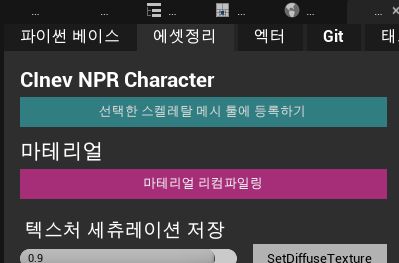 ... ... ... ... ... ...
파이썬 베이스 에셋정리 엑터 Git 태
CInev NPR Character
선택한 스켈레탈 메시 툴에 등록하기
마테리얼
마테리얼 리컴파일링
텍스처 세츄레이션 저장
0.9 SetDiffuseTexture